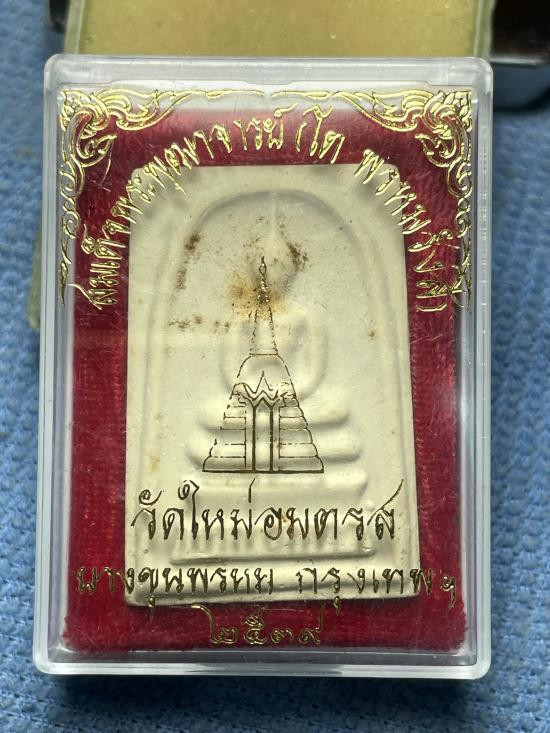 สมเด็จพระพุฒาจารย์ (โต พรหมรังสี)
วัดใหม่อมตรส
บางขุนพรหม กรุงเทพฯ
๒๕๓๙